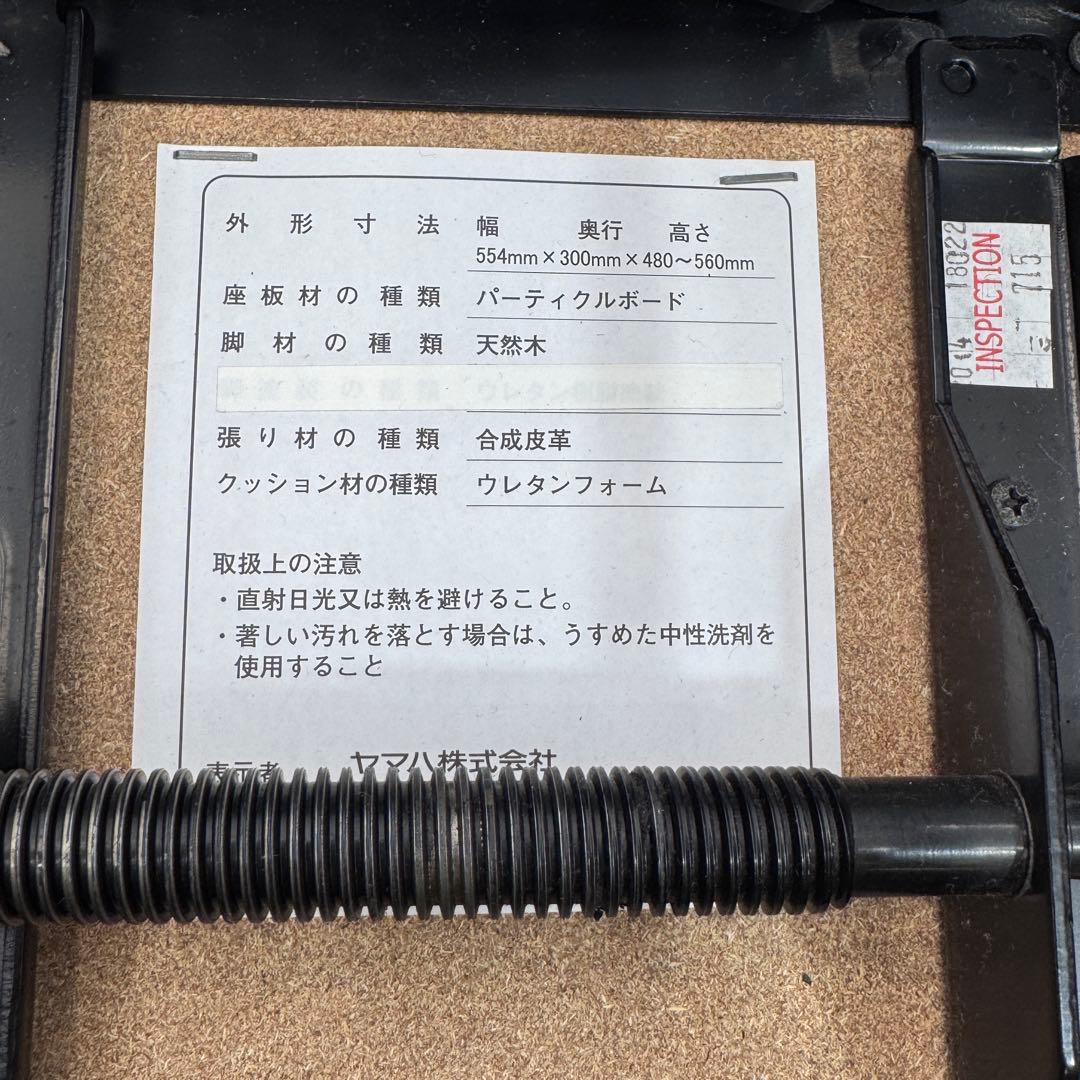 外形寸法 幅 奥行 高さ
554mm×300mm×480〜560mm
座板材の種類 パーティクルボード
脚材の種類 天然木
張り材の種類 合成皮革
クッション材の種類 ウレタンフォーム
取扱上の注意
・直射日光又は熱を避けること。
・著しい汚れを落とす場合は、うすめた中性洗剤を
使用すること
表示者 ヤマハ株式会社
18022
INSPECTION
715